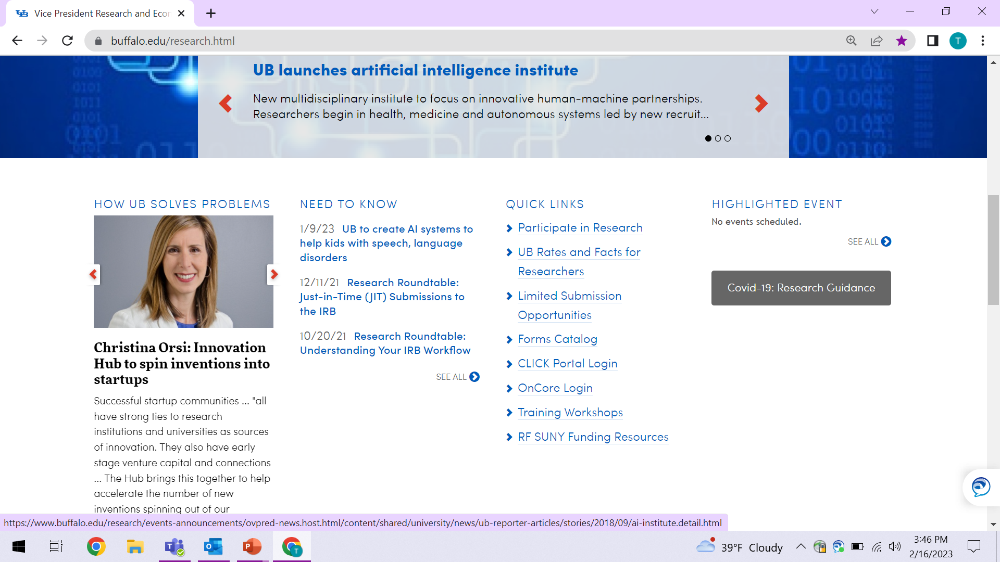 Vice President Research and Econ
buffalo.edu/research.html
T
UB launches artificial intelligence institute
New multidisciplinary institute to focus on innovative human-machine partnerships.
Researchers begin in health, medicine and autonomous systems led by new recruit...
HOW UB SOLVES PROBLEMS
Christina Orsi: Innovation
Hub to spin inventions into
startups
Successful startup communities ... "all
have strong ties to research
institutions and universities as sources
of innovation. They also have early
stage venture capital and connections
... The Hub brings this together to help
accelerate the number of new
inventions spinning out of our
NEED TO KNOW
1/9/23 UB to create AI systems to
help kids with speech, language
disorders
12/11/21 Research Roundtable:
Just-in-Time (JIT) Submissions to
the IRB
10/20/21 Research Roundtable:
Understanding Your IRB Workflow
SEE ALL
QUICK LINKS
Participate in Research
UB Rates and Facts for
Researchers
Limited Submission
Opportunities
Forms Catalog
CLICK Portal Login
OnCore Login
Training Workshops
RF SUNY Funding Resources
HIGHLIGHTED EVENT
No events scheduled.
SEE ALL
Covid-19: Research Guidance
https://www.buffalo.edu/research/events-announcements/ovpred-news.host.html/content/shared/university/news/ub-reporter-articles/stories/2018/09/ai-institute.detail.html
39°F Cloudy
3:46 PM
2/16/2023